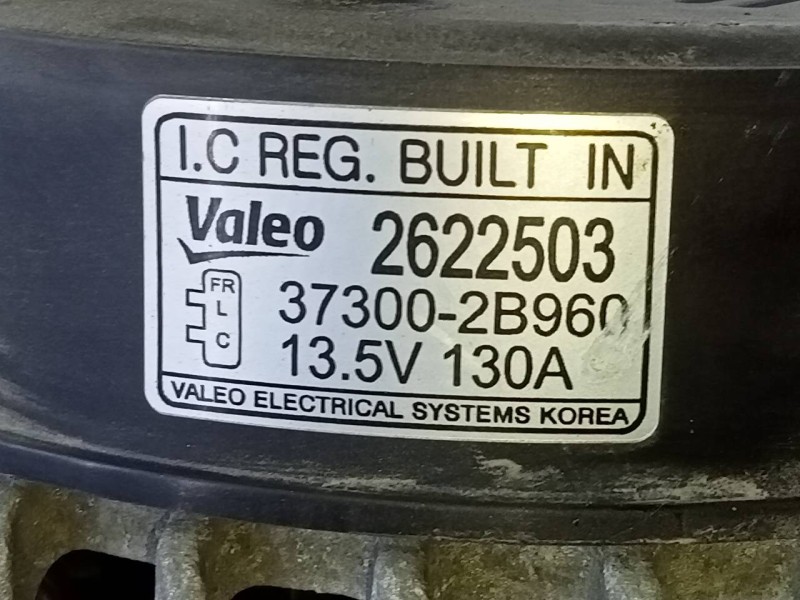 I.C REG. BUILT IN
Valeo 2622503
FR
L
C
37300-2B960
13.5V 130A
VALEO ELECTRICAL SYSTEMS KOREA